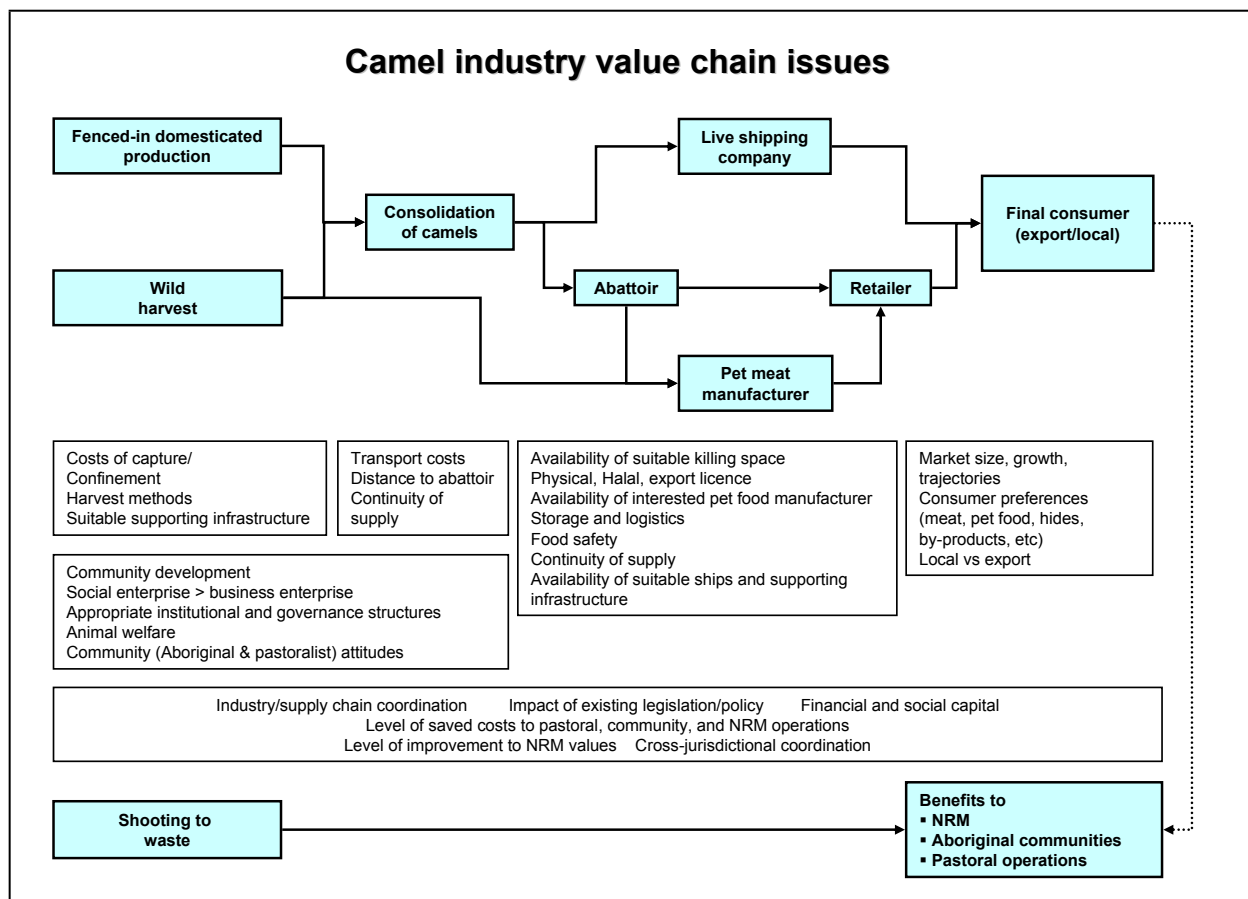 Camel industry value chain issues
Fenced-in domesticated
production
Live shipping
company
Consolidation
of camels
Final consumer
(export/local)
Wild
harvest
Abattoir
Retailer
Pet meat
manufacturer
Costs of capture/
Confinement
Harvest methods
Suitable supporting infrastructure
Transport costs
Distance to abattoir
Continuity of
supply
Availability of suitable killing space
Physical, Halal, export licence
Availability of interested pet food manufacturer
Storage and logistics
Food safety
Continuity of supply
Availability of suitable ships and supporting
infrastructure
Market size, growth,
trajectories
Consumer preferences
(meat, pet food, hides,
by-products, etc)
Local vs export
Community development
Social enterprise > business enterprise
Appropriate institutional and governance structures
Animal welfare
Community (Aboriginal & pastoralist) attitudes
Industry/supply chain coordination Impact of existing legislation/policy Financial and social capital
Level of saved costs to pastoral, community, and NRM operations
Level of improvement to NRM values Cross-jurisdictional coordination
Shooting to
waste
Benefits to
▪ NRM
▪ Aboriginal communities
▪ Pastoral operations